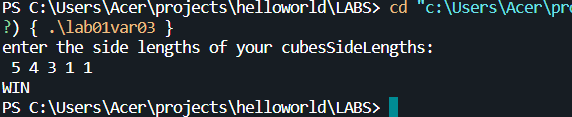 PS C:\Users\Acer\projects\helloworld\LABS> cd "c:\Users\Acer\pr
?) { .\lab01var03 }
enter the side lengths of your cubesSideLengths:
 5 4 3 1 1
WIN
PS C:\Users\Acer\projects\helloworld\LABS>